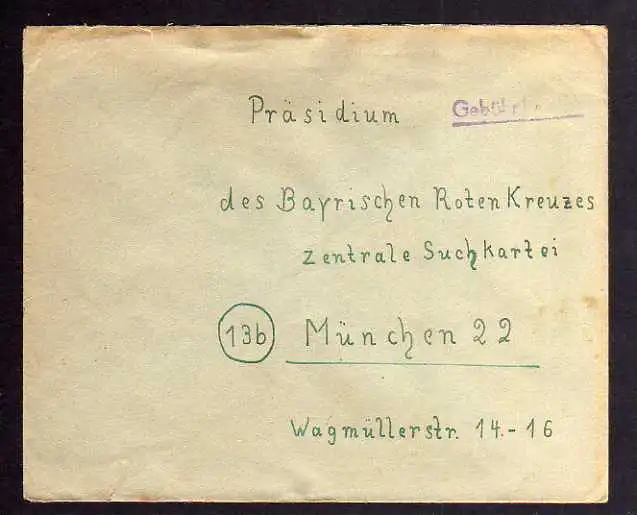 Präsidium
des Bayrischen Roten Kreuzes
Zentrale Suchkartei
13b München 22
Wagmüllerstr. 14.-16